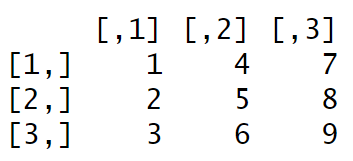 [,1] [,2] [,3]
[1,]    1    4    7
[2,]    2    5    8
[3,]    3    6    9